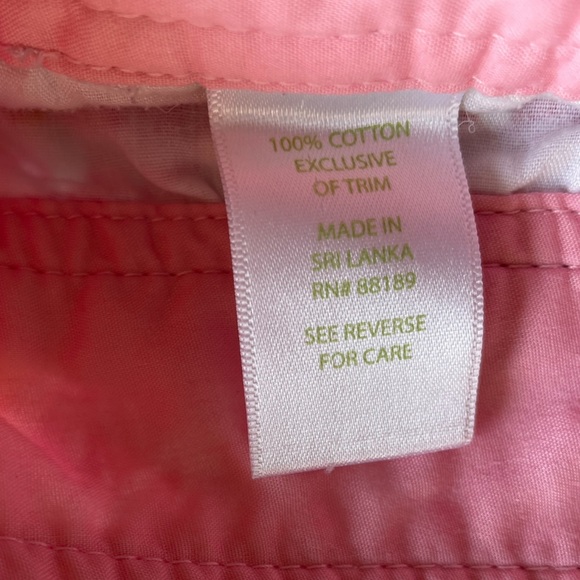 100% COTTON
EXCLUSIVE
OF TRIM
MADE IN
SRI LANKA
RN# 88189
SEE REVERSE
FOR CARE